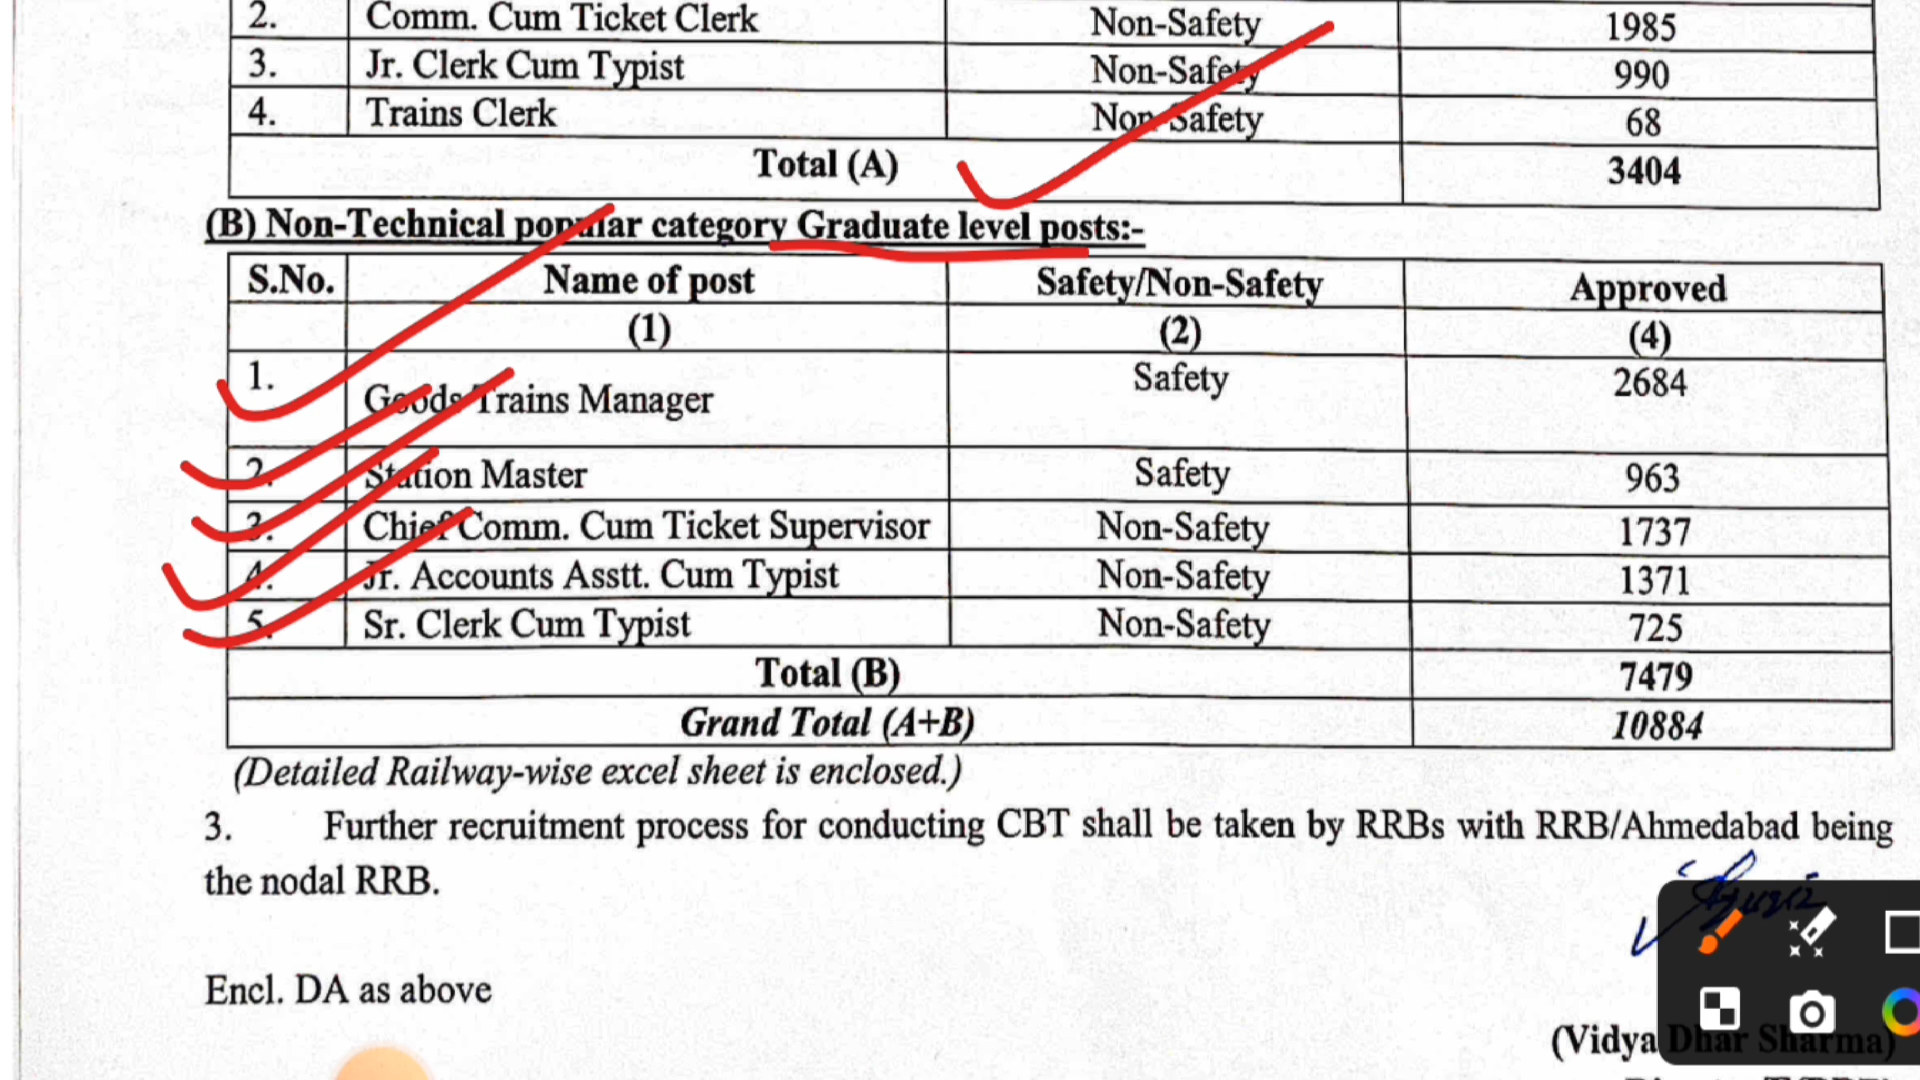 2. Comm. Cum Ticket Clerk Non-Safety 1985
3. Jr. Clerk Cum Typist Non-Safety 990
4. Trains Clerk Non-Safety 68
Total (A) 3404
(B) Non-Technical popular category Graduate level posts:-
S.No. Name of post Safety/Non-Safety Approved
(1) (2) (4)
1. Goods Trains Manager Safety 2684
2. Station Master Safety 963
3. Chief Comm. Cum Ticket Supervisor Non-Safety 1737
4. Jr. Accounts Asstt. Cum Typist Non-Safety 1371
5. Sr. Clerk Cum Typist Non-Safety 725
Total (B) 7479
Grand Total (A+B) 10884
(Detailed Railway-wise excel sheet is enclosed.)
3. Further recruitment process for conducting CBT shall be taken by RRBs with RRB/Ahmedabad being
the nodal RRB.
Encl. DA as above
(Vidya Dhar Sharma)